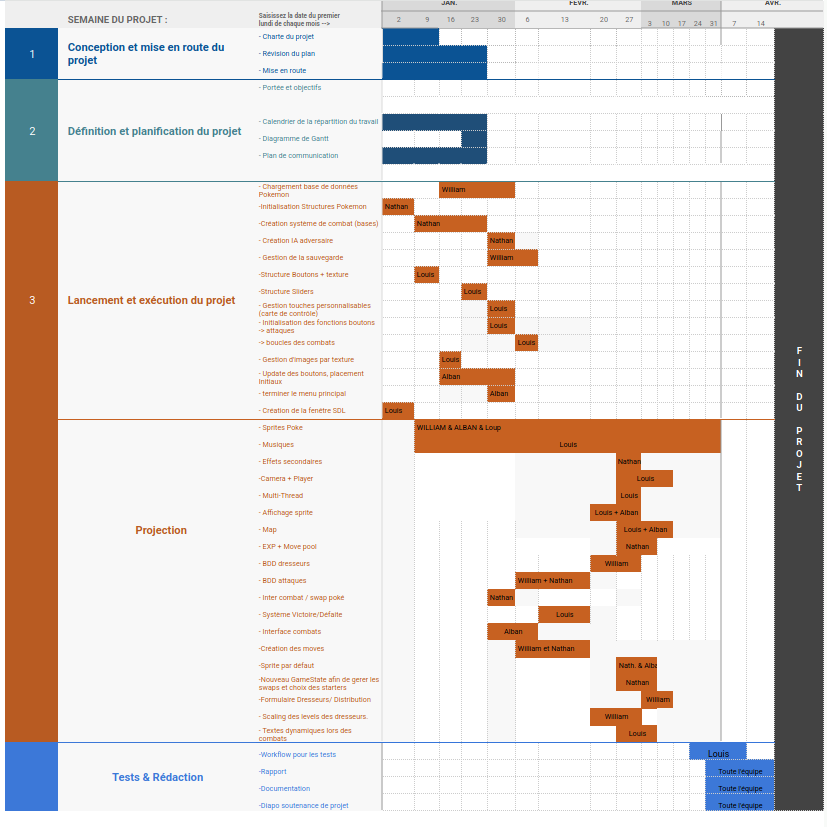 JAN. FÉVR. MARS AVR.
SEMAINE DU PROJET :
Saisissez la date du premier
lundi de chaque mois -->
2 9 16 23 30 6 13 20 27 3 10 17 24 31 7 14
1
Conception et mise en route du
projet
- Charte du projet
- Révision du plan
- Mise en route
2
Définition et planification du projet
- Portée et objectifs
- Calendrier de la répartition du travail
- Diagramme de Gantt
- Plan de communication
3
Lancement et exécution du projet
- Chargement base de données
Pokemon
William
-Initialisation Structures Pokemon
Nathan
-Création système de combat (bases)
Nathan
- Création IA adversaire
Nathan
- Gestion de la sauvegarde
William
-Structure Boutons + texture
Louis
-Structure Sliders
Louis
- Gestion touches personnalisables
(carte de contrôle)
Louis
- Initialisation des fonctions boutons
-> attaques
Louis
-> boucles des combats
Louis
- Gestion d'images par texture
Louis
- Update des boutons, placement
Initiaux
Alban
- terminer le menu principal
Alban
- Création de la fenêtre SDL
Louis
Projection
- Sprites Poke
WILLIAM & ALBAN & Loup
- Musiques
Louis
- Effets secondaires
Nathan
-Camera + Player
Louis
- Multi-Thread
Louis
- Affichage sprite
Louis + Alban
- Map
Louis + Alban
- EXP + Move pool
Nathan
- BDD dresseurs
William
- BDD attaques
William + Nathan
- Inter combat / swap poké
Nathan
- Système Victoire/Défaite
Louis
- Interface combats
Alban
-Création des moves
William et Nathan
-Sprite par défaut
Nath. & Alba
-Nouveau GameState afin de gerer les
swaps et choix des starters
Nathan
-Formulaire Dresseurs/ Distribution
William
- Scaling des levels des dresseurs.
William
- Textes dynamiques lors des
combats
Louis
Tests & Rédaction
-Workflow pour les tests
Louis
-Rapport
Toute l'équipe
-Documentation
Toute l'équipe
-Diapo soutenance de projet
Toute l'équipe
FIN DU PROJET